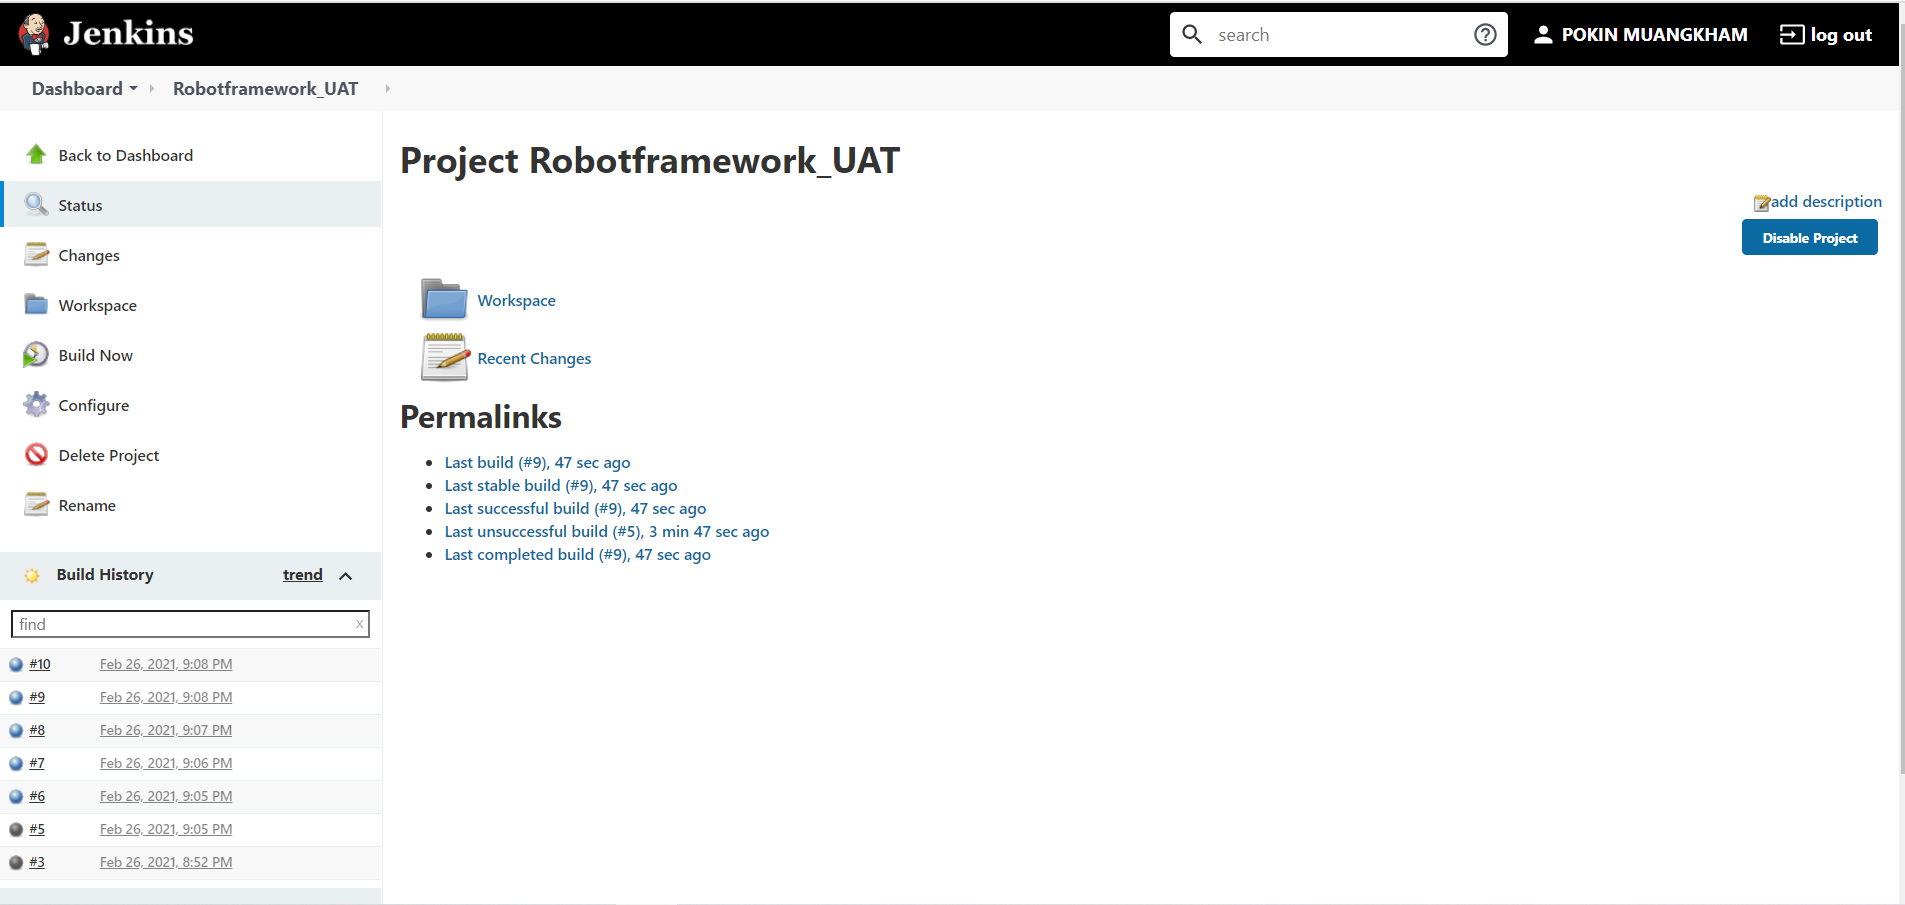 Jenkins
search
POKIN MUANGKHAM
log out
Dashboard
Robotframework_UAT
Back to Dashboard
Status
Changes
Workspace
Build Now
Configure
Delete Project
Rename
Build History
trend
find
x
#10 Feb 26, 2021, 9:08 PM
#9 Feb 26, 2021, 9:08 PM
#8 Feb 26, 2021, 9:07 PM
#7 Feb 26, 2021, 9:06 PM
#6 Feb 26, 2021, 9:05 PM
#5 Feb 26, 2021, 9:05 PM
#3 Feb 26, 2021, 8:52 PM
Project Robotframework_UAT
add description
Disable Project
Workspace
Recent Changes
Permalinks
Last build (#9), 47 sec ago
Last stable build (#9), 47 sec ago
Last successful build (#9), 47 sec ago
Last unsuccessful build (#5), 3 min 47 sec ago
Last completed build (#9), 47 sec ago